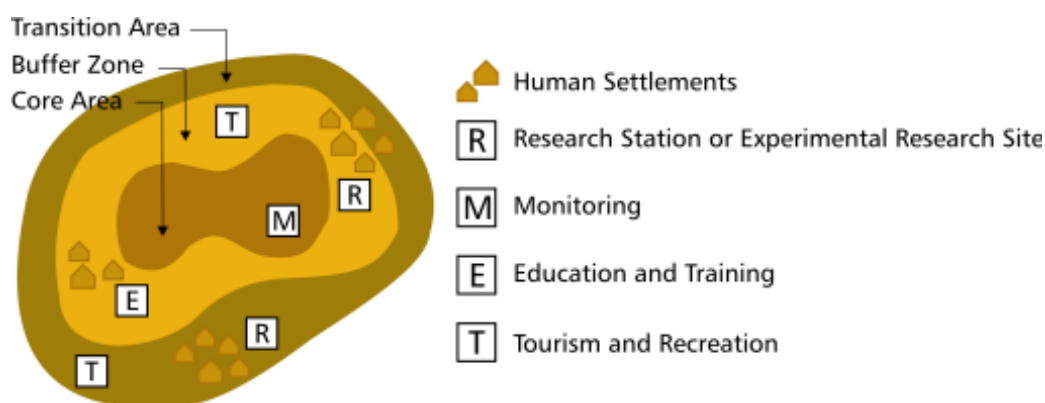 Transition Area
Buffer Zone
Core Area
T
R
M
E
R
T
Human Settlements
R Research Station or Experimental Research Site
M Monitoring
E Education and Training
T Tourism and Recreation